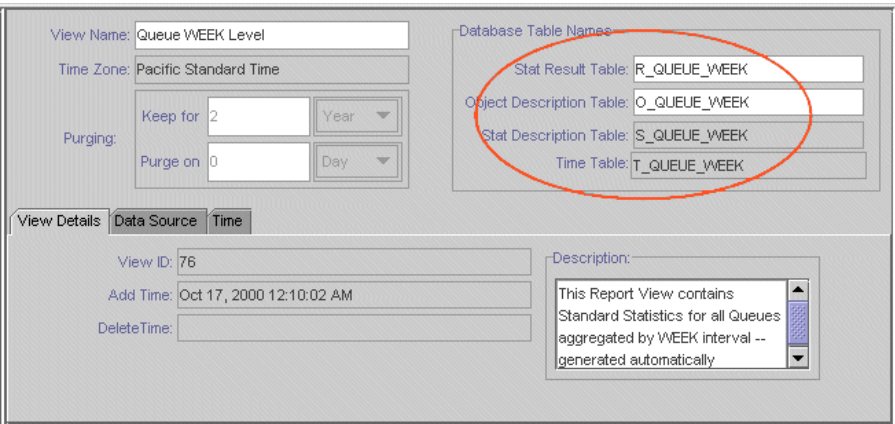 View Name: Queue WEEK Level
Time Zone: Pacific Standard Time
Purging:
Keep for 2 Year
Purge on 0 Day
Database Table Names
Stat Result Table: R_QUEUE_WEEK
Object Description Table: O_QUEUE_WEEK
Stat Description Table: S_QUEUE_WEEK
Time Table: T_QUEUE_WEEK
View Details Data Source Time
View ID: 76
Add Time: Oct 17, 2000 12:10:02 AM
DeleteTime:
Description:
This Report View contains
Standard Statistics for all Queues
aggregated by WEEK interval --
generated automatically